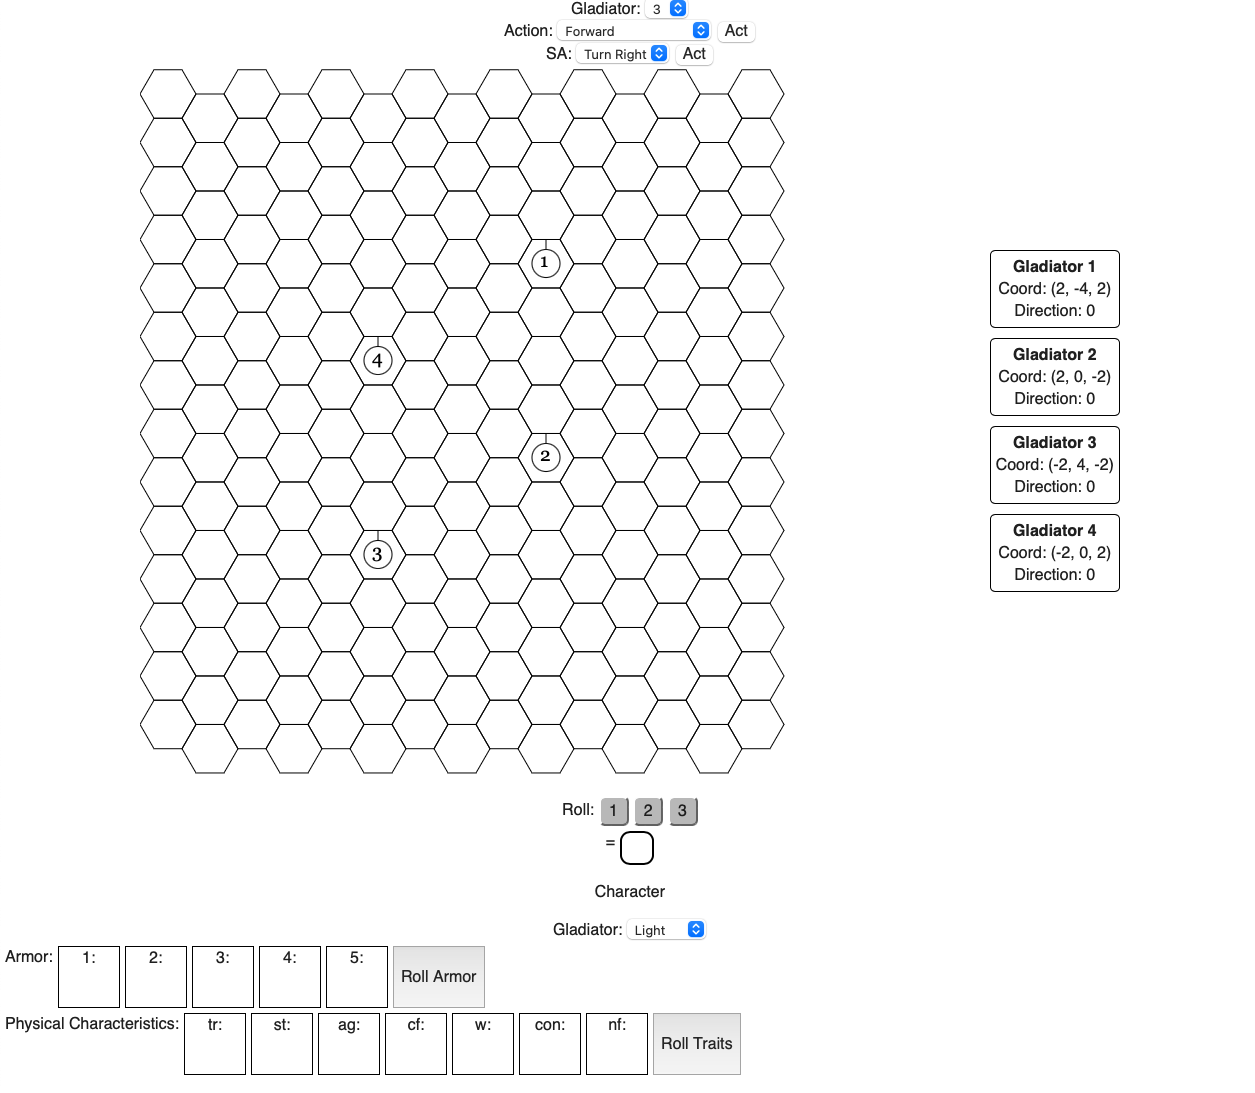 Gladiator: 3
Action: Forward Act
SA: Turn Right Act
1
4
2
3
Gladiator 1
Coord: (2, -4, 2)
Direction: 0
Gladiator 2
Coord: (2, 0, -2)
Direction: 0
Gladiator 3
Coord: (-2, 4, -2)
Direction: 0
Gladiator 4
Coord: (-2, 0, 2)
Direction: 0
Roll: 1 2 3
=
Character
Gladiator: Light
Armor: 1: 2: 3: 4: 5: Roll Armor
Physical Characteristics: tr: st: ag: cf: w: con: nf: Roll Traits